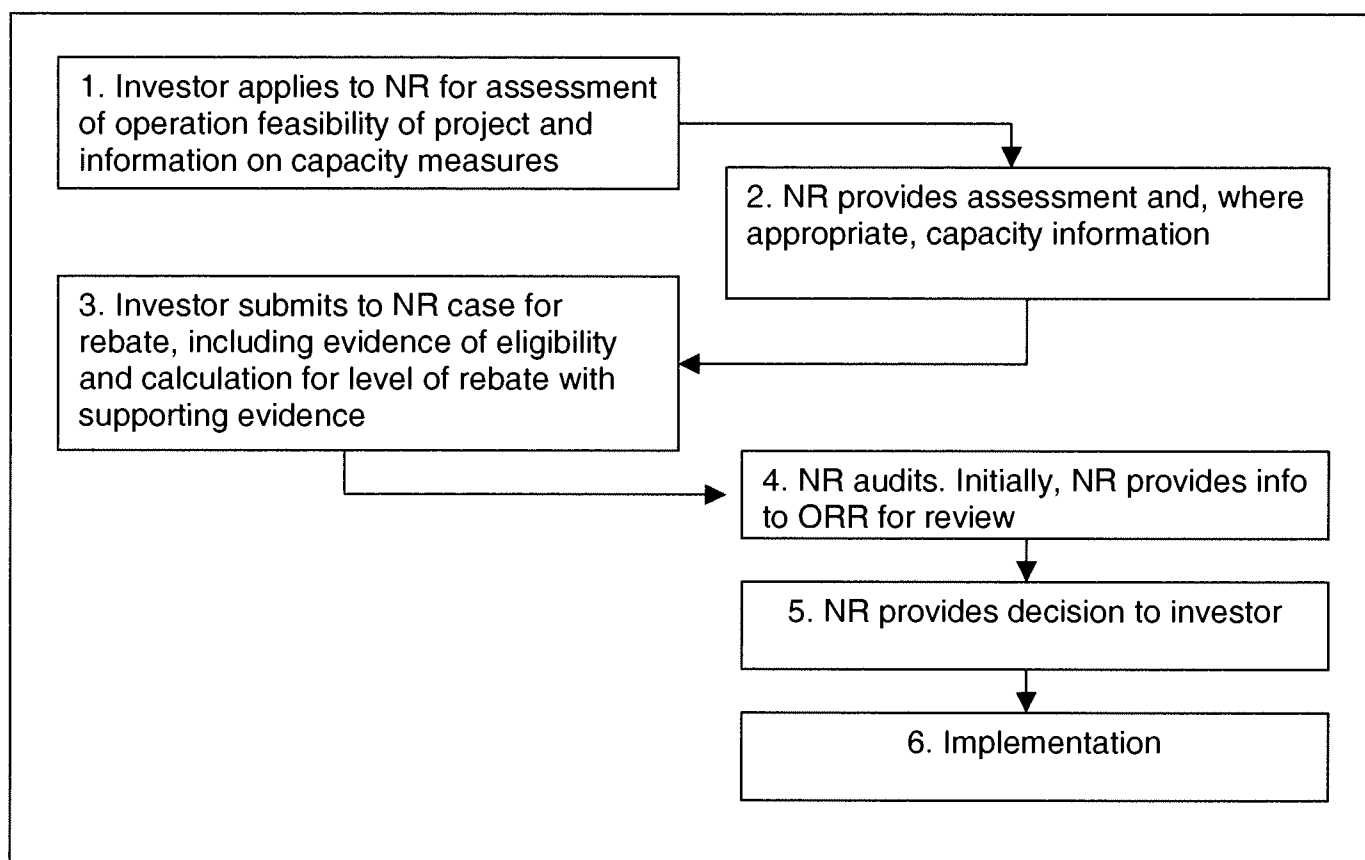 1. Investor applies to NR for assessment
of operation feasibility of project and
information on capacity measures
2. NR provides assessment and, where
appropriate, capacity information
3. Investor submits to NR case for
rebate, including evidence of eligibility
and calculation for level of rebate with
supporting evidence
4. NR audits. Initially, NR provides info
to ORR for review
5. NR provides decision to investor
6. Implementation